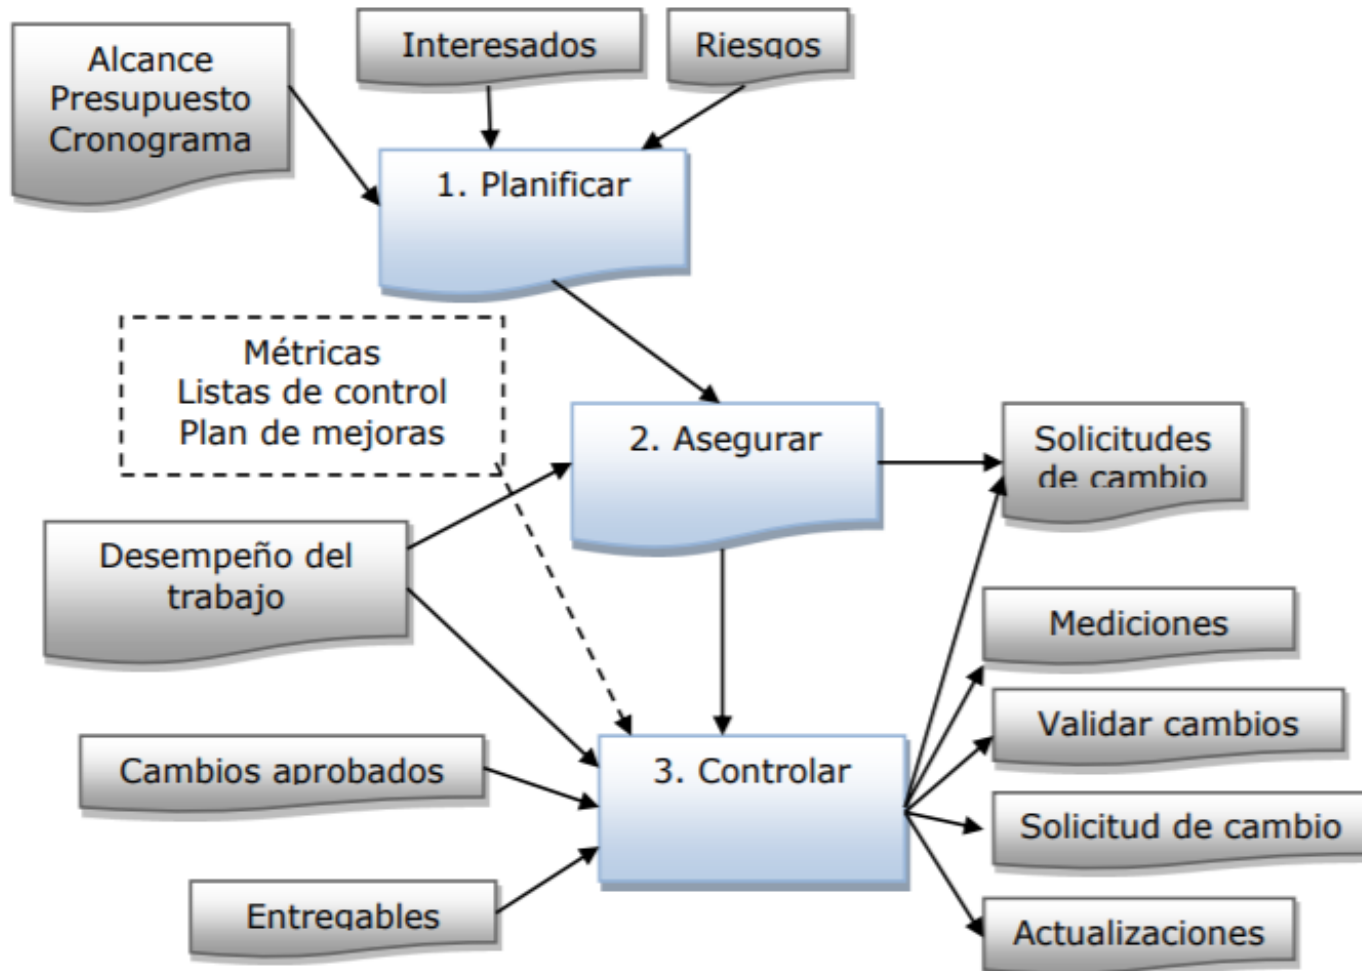 Alcance
Presupuesto
Cronograma
Interesados
Riesgos
1. Planificar
Métricas
Listas de control
Plan de mejoras
2. Asegurar
Solicitudes
de cambio
Desempeño del
trabajo
Mediciones
Validar cambios
Cambios aprobados
3. Controlar
Solicitud de cambio
Entregables
Actualizaciones